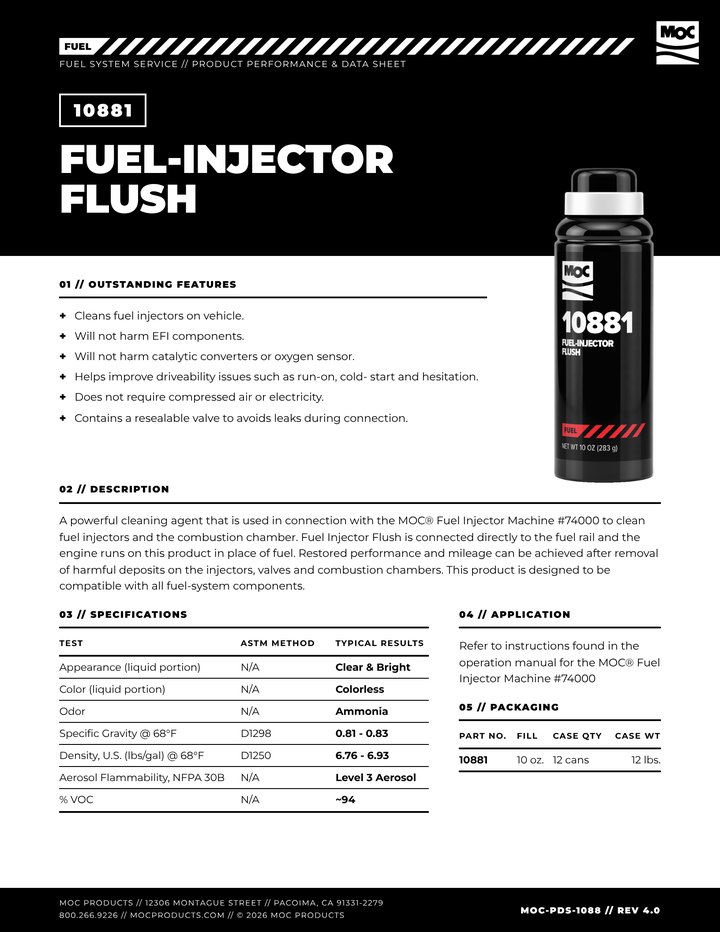 FUEL
MOC
FUEL SYSTEM SERVICE // PRODUCT PERFORMANCE & DATA SHEET
10881
FUEL-INJECTOR
FLUSH
01 // OUTSTANDING FEATURES
+ Cleans fuel injectors on vehicle.
+ Will not harm EFI components.
+ Will not harm catalytic converters or oxygen sensor.
+ Helps improve driveability issues such as run-on, cold- start and hesitation.
+ Does not require compressed air or electricity.
+ Contains a resealable valve to avoids leaks during connection.
MOC
10881
FUEL-INJECTOR
FLUSH
FUEL
NET WT 10 OZ (283 g)
02 // DESCRIPTION
A powerful cleaning agent that is used in connection with the MOC® Fuel Injector Machine #74000 to clean
fuel injectors and the combustion chamber. Fuel Injector Flush is connected directly to the fuel rail and the
engine runs on this product in place of fuel. Restored performance and mileage can be achieved after removal
of harmful deposits on the injectors, valves and combustion chambers. This product is designed to be
compatible with all fuel-system components.
03 // SPECIFICATIONS
TEST ASTM METHOD TYPICAL RESULTS
Appearance (liquid portion) N/A Clear & Bright
Color (liquid portion) N/A Colorless
Odor N/A Ammonia
Specific Gravity @ 68°F D1298 0.81 - 0.83
Density, U.S. (lbs/gal) @ 68°F D1250 6.76 - 6.93
Aerosol Flammability, NFPA 30B N/A Level 3 Aerosol
% VOC N/A ~94
04 // APPLICATION
Refer to instructions found in the
operation manual for the MOC® Fuel
Injector Machine #74000
05 // PACKAGING
PART NO. FILL CASE QTY CASE WT
10881 10 oz. 12 cans 12 lbs.
MOC PRODUCTS // 12306 MONTAGUE STREET // PACOIMA, CA 91331-2279
800.266.9226 // MOCPRODUCTS.COM // © 2026 MOC PRODUCTS
MOC-PDS-1088 // REV 4.0